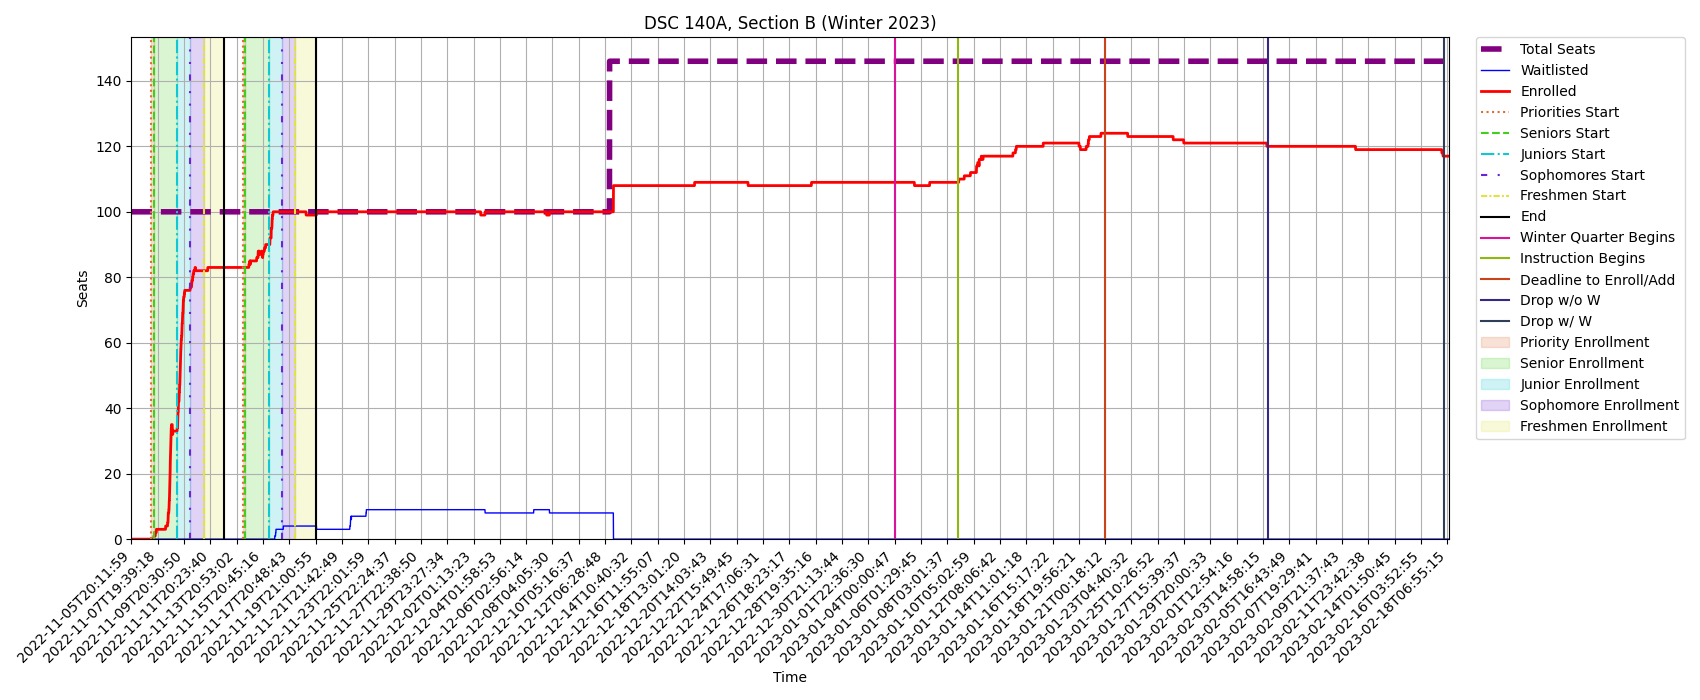 DSC 140A, Section B (Winter 2023)
Seats
140
120
100
80
60
40
20
0
2022-11-05T20:11:59
2022-11-07T19:39:18
2022-11-09T20:30:50
2022-11-11T20:23:40
2022-11-13T20:53:02
2022-11-15T20:45:16
2022-11-17T20:48:43
2022-11-19T21:00:55
2022-11-21T21:42:49
2022-11-23T22:01:59
2022-11-25T22:24:37
2022-11-27T22:38:50
2022-11-29T23:27:34
2022-12-02T01:13:23
2022-12-04T01:58:53
2022-12-06T02:56:14
2022-12-08T04:05:30
2022-12-10T05:16:37
2022-12-12T06:28:48
2022-12-14T10:40:32
2022-12-16T11:55:07
2022-12-18T13:01:20
2022-12-20T14:03:43
2022-12-22T15:49:45
2022-12-24T17:06:31
2022-12-26T18:23:17
2022-12-28T19:35:16
2022-12-30T21:13:44
2023-01-01T22:36:30
2023-01-04T00:00:47
2023-01-06T01:29:45
2023-01-08T03:01:37
2023-01-10T05:02:59
2023-01-12T08:06:42
2023-01-14T11:01:18
2023-01-16T15:17:22
2023-01-18T19:56:21
2023-01-21T00:18:12
2023-01-23T04:40:32
2023-01-25T10:26:52
2023-01-27T15:39:37
2023-01-29T20:00:33
2023-02-01T12:54:16
2023-02-03T14:58:15
2023-02-05T16:43:49
2023-02-07T19:29:41
2023-02-09T21:37:43
2023-02-11T23:42:38
2023-02-14T01:50:45
2023-02-16T03:52:55
2023-02-18T06:55:15
Time
Total Seats
Waitlisted
Enrolled
Priorities Start
Seniors Start
Juniors Start
Sophomores Start
Freshmen Start
End
Winter Quarter Begins
Instruction Begins
Deadline to Enroll/Add
Drop w/o W
Drop w/ W
Priority Enrollment
Senior Enrollment
Junior Enrollment
Sophomore Enrollment
Freshmen Enrollment